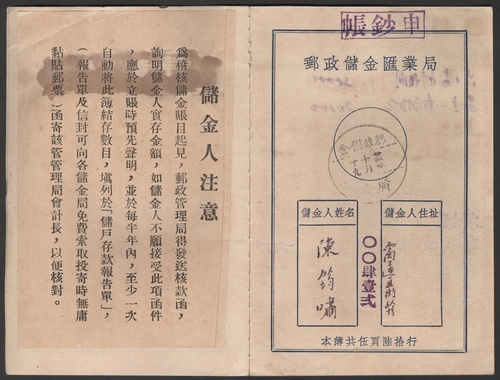 申鈔帳
郵政儲金匯業局
儲金人姓名
儲金人住址
陳筠嘯
〇〇肆壹弍
本簿共伍頁陸拾行
儲金人注意
爲稽核儲金賬目起見，郵政管理局得發送核款函，
詢明儲金人實存金額，如儲金人不願接受此項函件
，應於立賬時預先聲明，並於每半年內，至少一次
自動將此簿結存數目，填列於「儲戶存款報告單」，
（報告單及信封可向各儲金局免費索取投寄時無庸
黏貼郵票）函寄該管管理局會計長，以便核對。